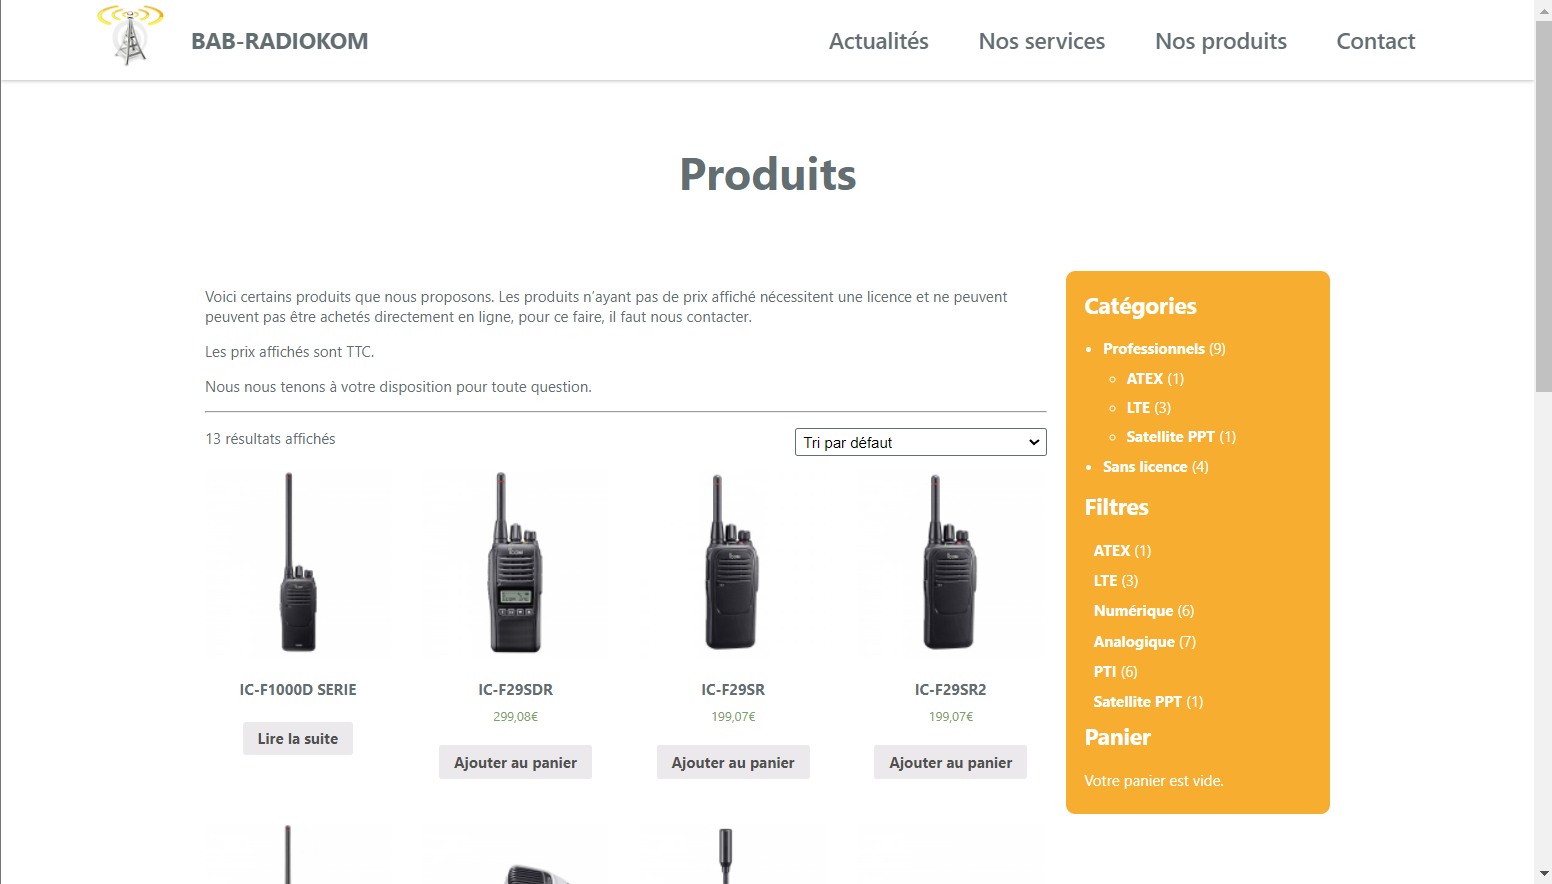 BAB-RADIOKOM
Actualités
Nos services
Nos produits
Contact
Produits
Voici certains produits que nous proposons. Les produits n’ayant pas de prix affiché nécessitent une licence et ne peuvent
peuvent pas être achetés directement en ligne, pour ce faire, il faut nous contacter.
Les prix affichés sont TTC.
Nous nous tenons à votre disposition pour toute question.
13 résultats affichés
Tri par défaut
IC-F1000D SERIE
Lire la suite
IC-F29SDR
299,08€
Ajouter au panier
IC-F29SR
199,07€
Ajouter au panier
IC-F29SR2
199,07€
Ajouter au panier
Catégories
Professionnels (9)
ATEX (1)
LTE (3)
Satellite PPT (1)
Sans licence (4)
Filtres
ATEX (1)
LTE (3)
Numérique (6)
Analogique (7)
PTI (6)
Satellite PPT (1)
Panier
Votre panier est vide.